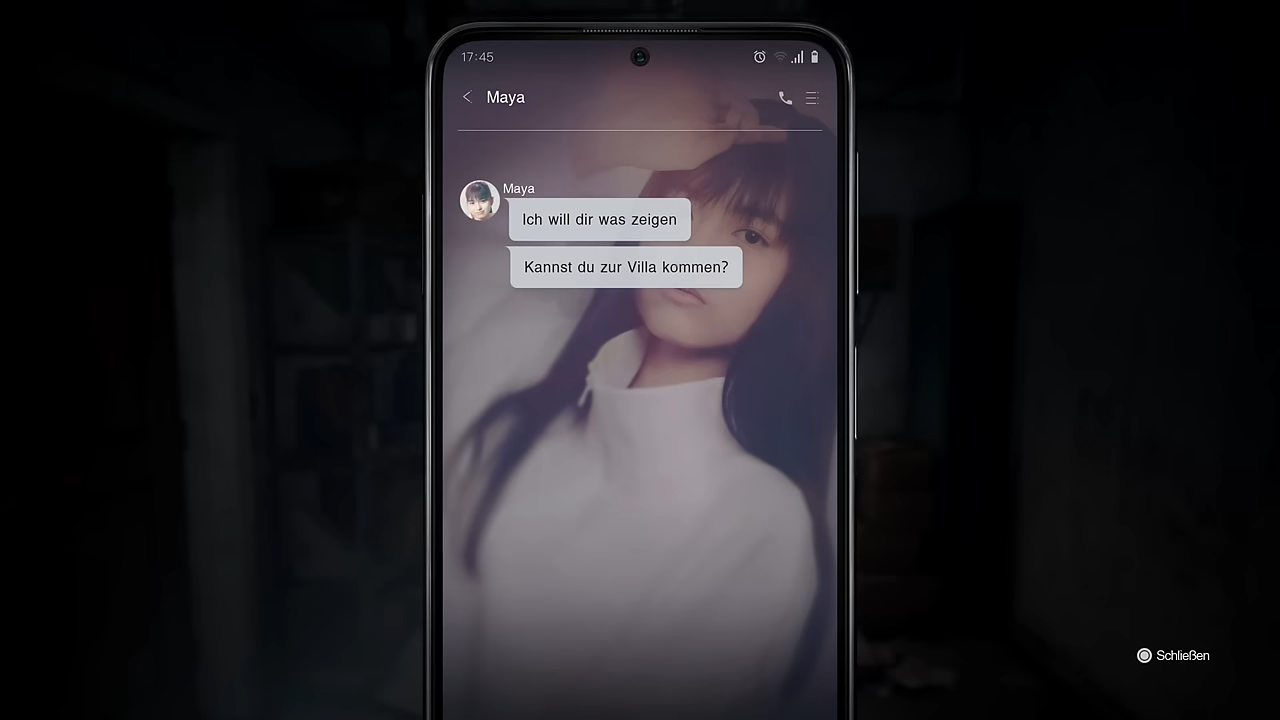 17:45
Maya
Maya
Ich will dir was zeigen
Kannst du zur Villa kommen?
Schließen